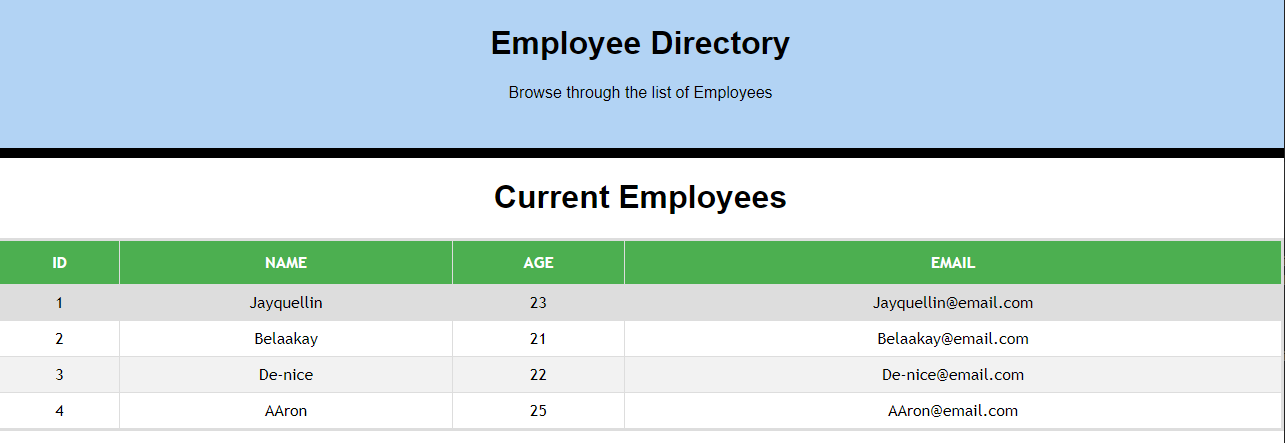 Employee Directory
Browse through the list of Employees
Current Employees
ID NAME AGE EMAIL
1 Jayquellin 23 Jayquellin@email.com
2 Belaakay 21 Belaakay@email.com
3 De-nice 22 De-nice@email.com
4 AAron 25 AAron@email.com